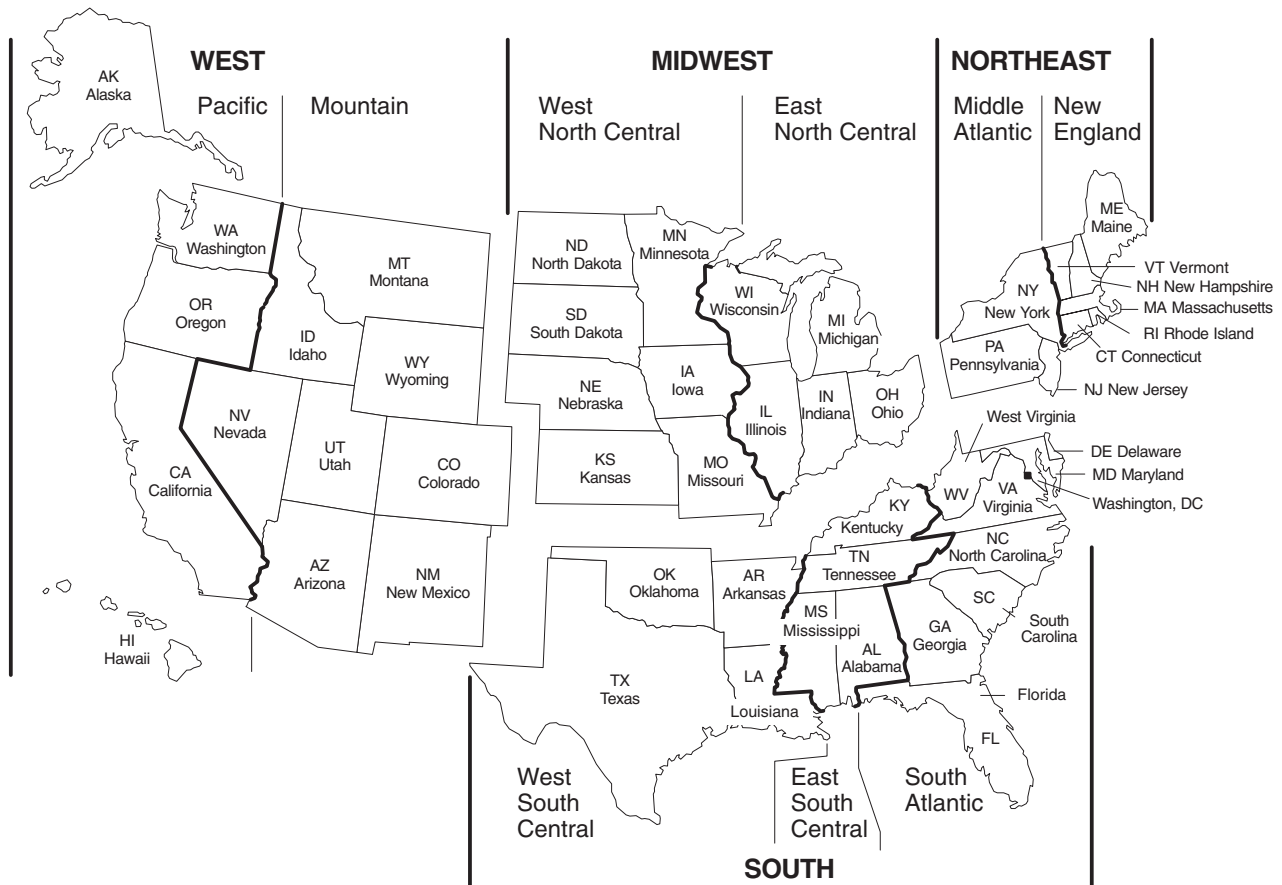 WEST
MIDWEST
NORTHEAST
Pacific
Mountain
West
North Central
East
North Central
Middle
Atlantic
New
England
AK
Alaska
WA
Washington
OR
Oregon
CA
California
HI
Hawaii
MT
Montana
ID
Idaho
WY
Wyoming
NV
Nevada
UT
Utah
CO
Colorado
AZ
Arizona
NM
New Mexico
ND
North Dakota
MN
Minnesota
SD
South Dakota
NE
Nebraska
IA
Iowa
KS
Kansas
MO
Missouri
WI
Wisconsin
MI
Michigan
IL
Illinois
IN
Indiana
OH
Ohio
ME
Maine
VT Vermont
NH New Hampshire
MA Massachusetts
RI Rhode Island
CT Connecticut
NY
New York
PA
Pennsylvania
NJ New Jersey
West Virginia
DE Delaware
MD Maryland
Washington, DC
WV
VA
Virginia
KY
Kentucky
NC
North Carolina
TN
Tennessee
SC
South
Carolina
OK
Oklahoma
AR
Arkansas
MS
Mississippi
AL
Alabama
GA
Georgia
TX
Texas
LA
Louisiana
Florida
FL
West
South
Central
East
South
Central
South
Atlantic
SOUTH